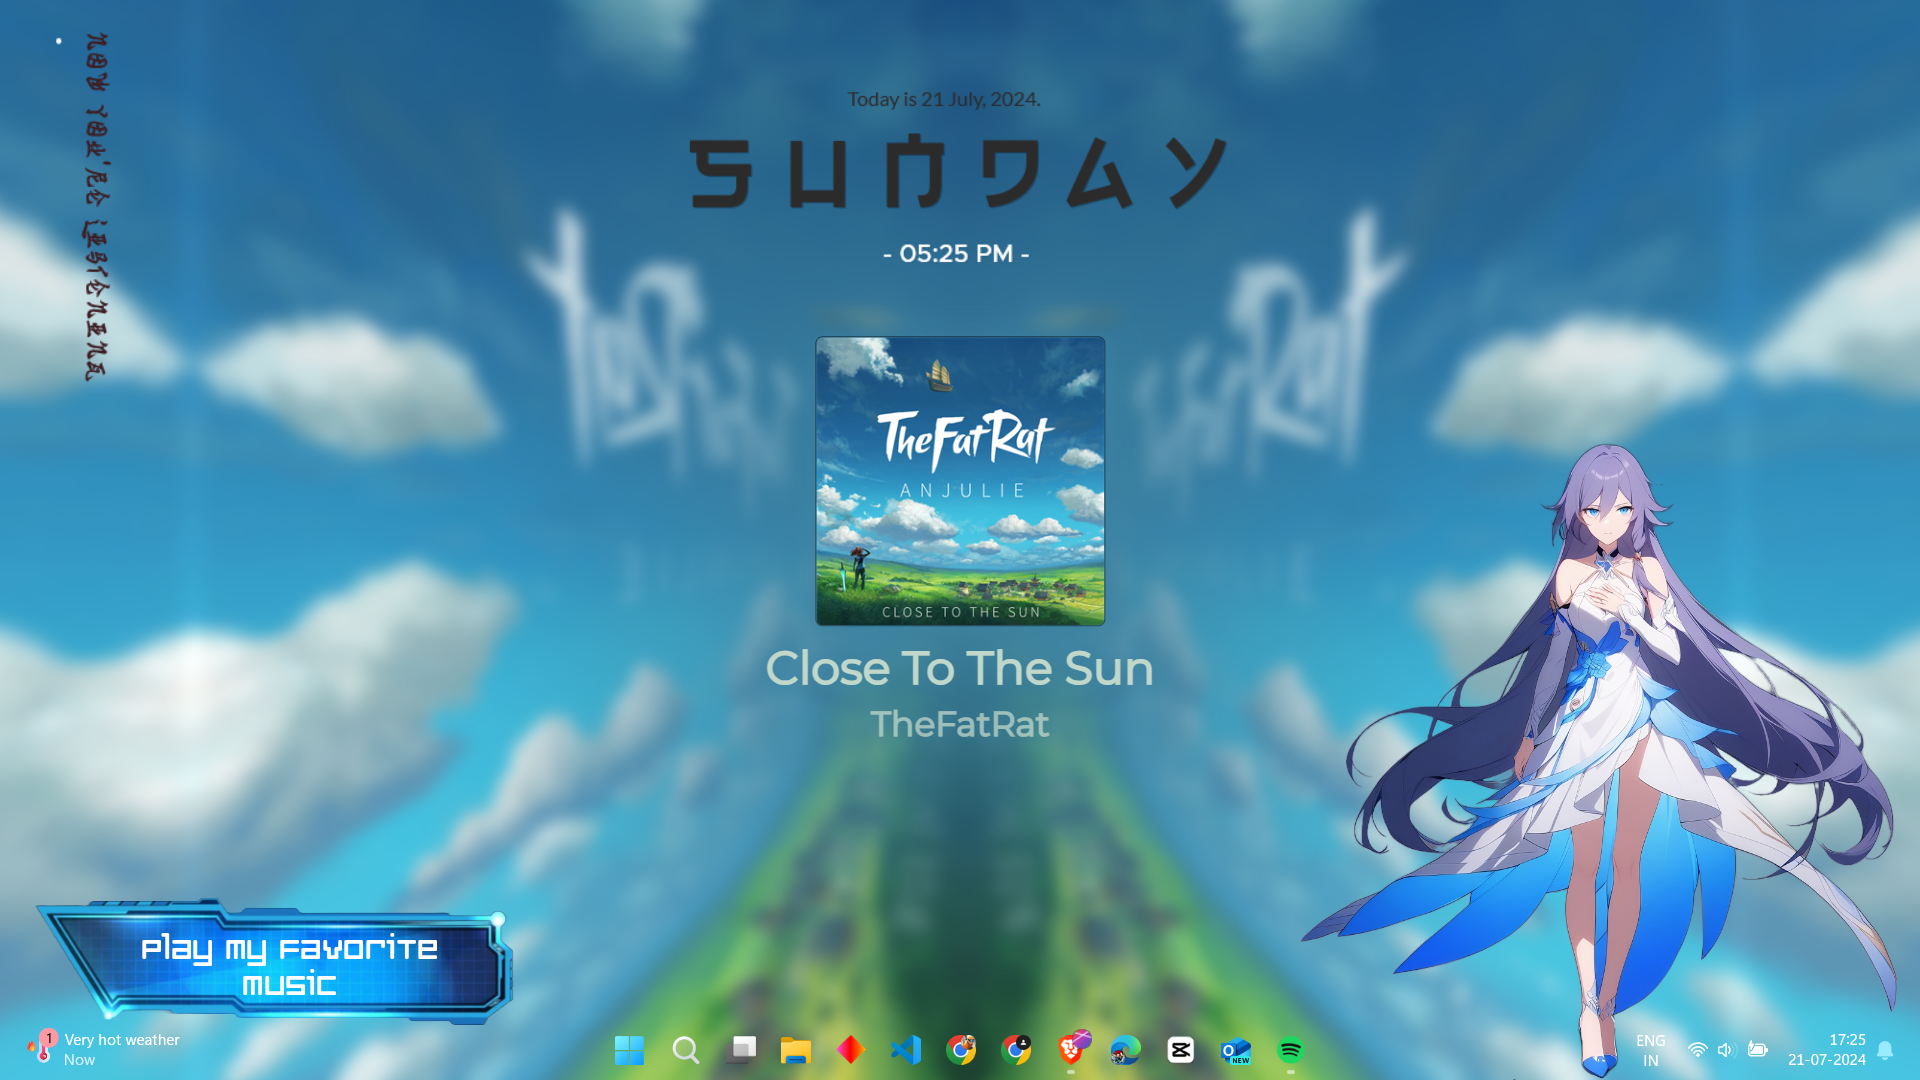 NOW YOU'RE LISTENING
Today is 21 July, 2024.
SUNDAY
- 05:25 PM -
TheFatRat
ANJULIE
CLOSE TO THE SUN
Close To The Sun
TheFatRat
Play My Favorite
Music
1
Very hot weather
Now
NEW
ENG
IN
17:25
21-07-2024